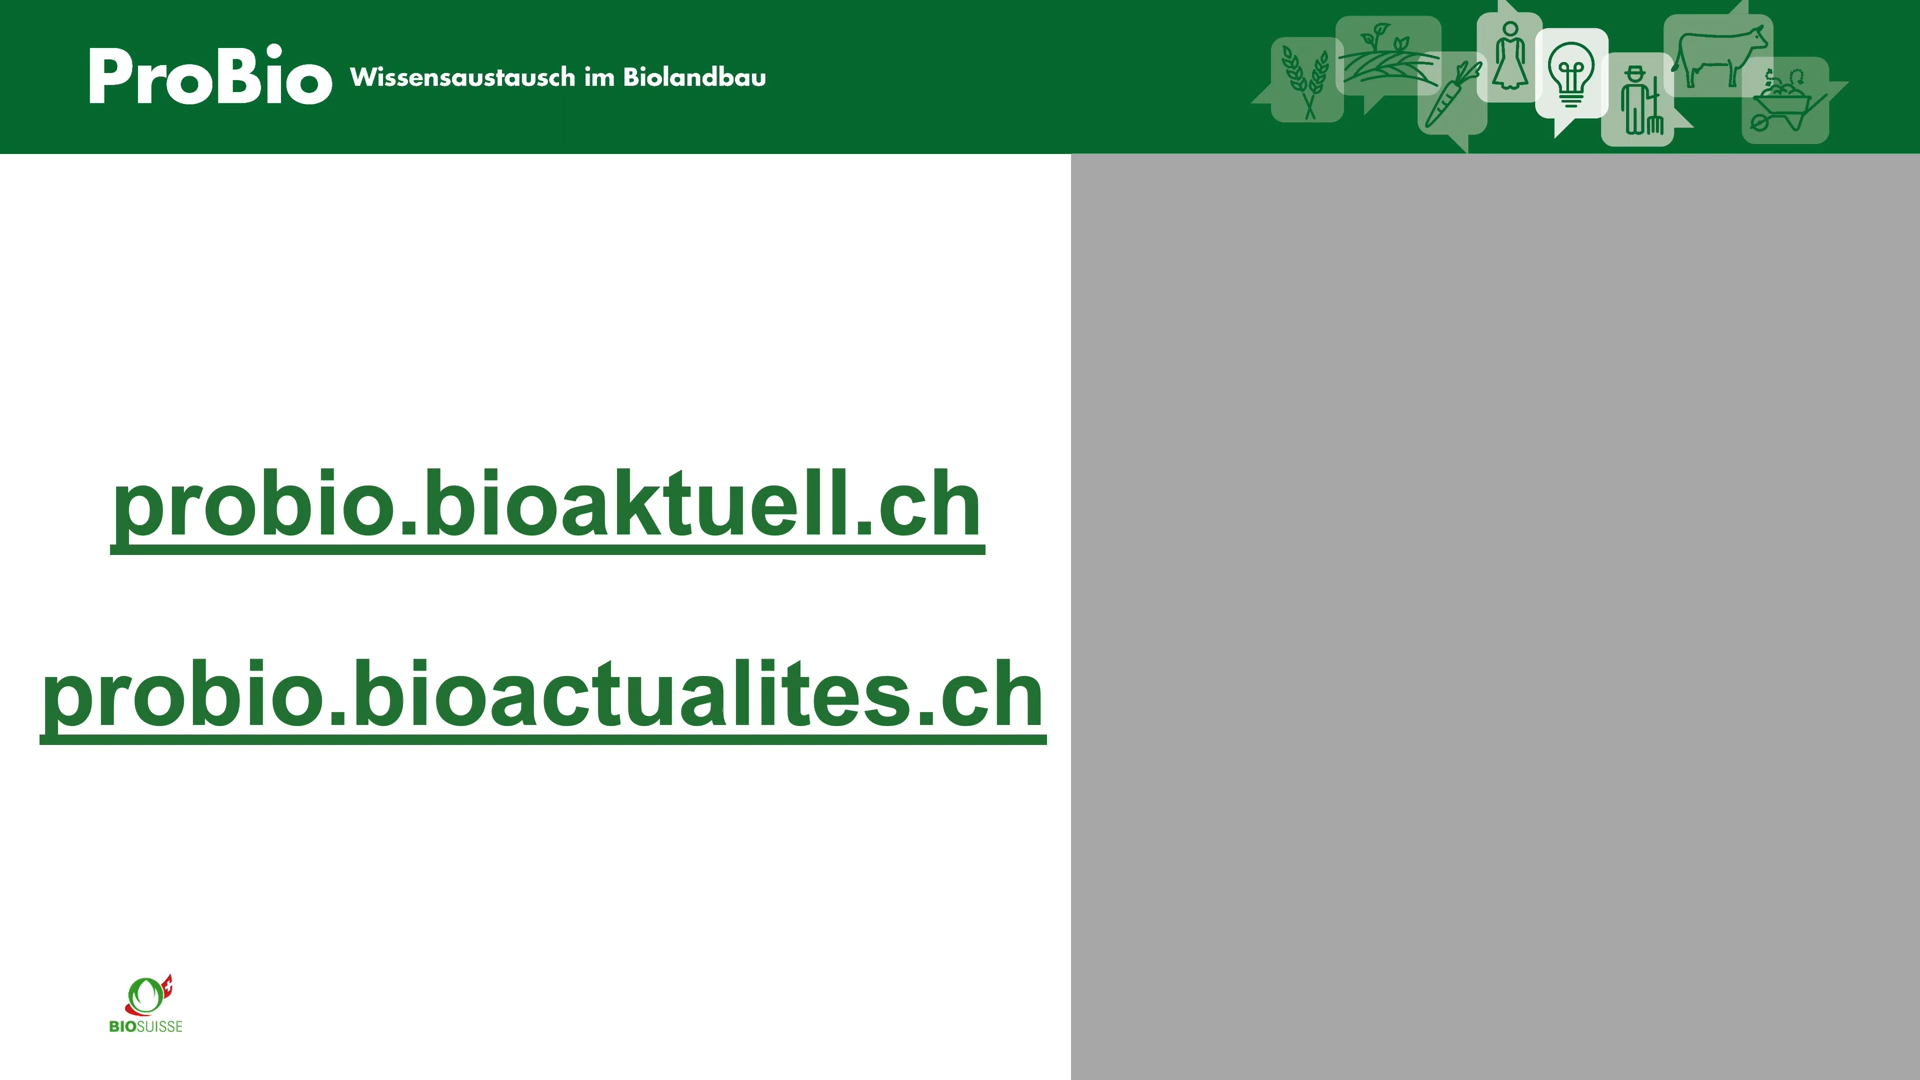 ProBio Wissensaustausch im Biolandbau
probio.bioaktuell.ch
probio.bioactualites.ch
BIOSUISSE